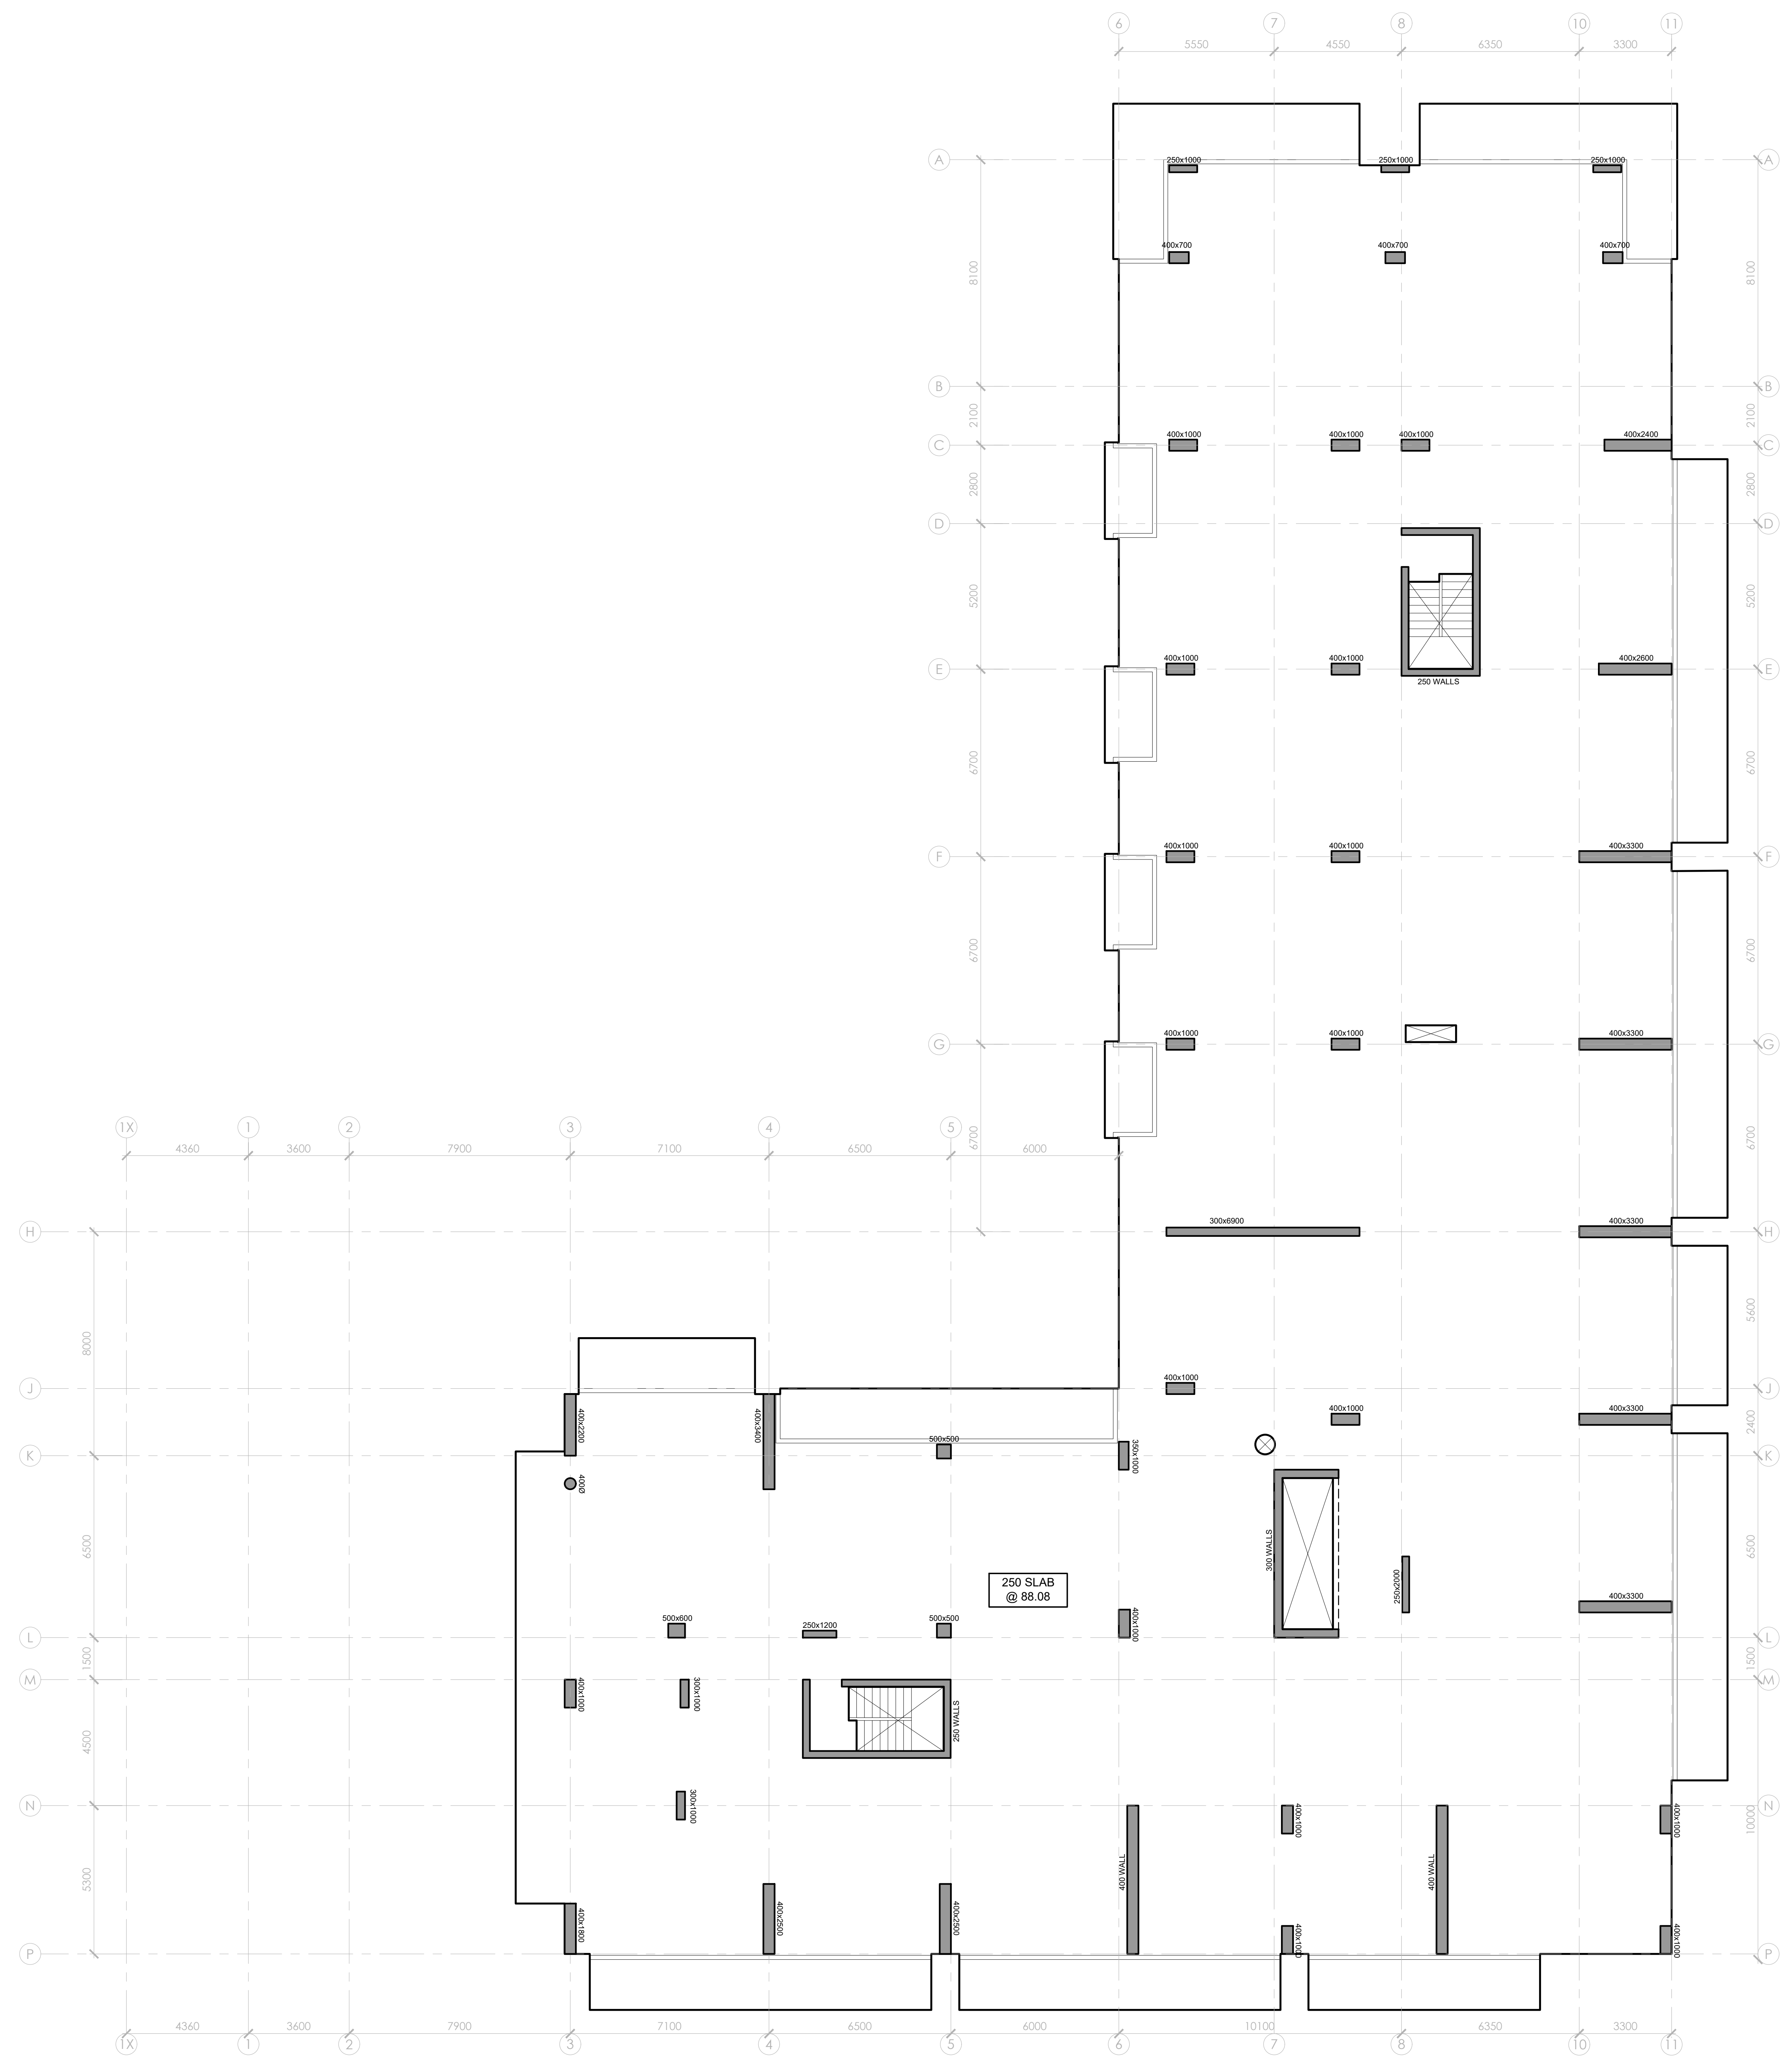 6 7 8 10 11
5550 4550 6350 3300
A 250x1000 250x1000 250x1000 A
400x700 400x700 400x700
8100 8100
B B
2100 2100
400x1000 400x1000 400x1000 400x2400
C C
2800 2800
D D
5200 5200
400x1000 400x1000 400x2600
E E
250 WALLS
6700 6700
400x1000 400x1000 400x3300
F F
6700 6700
400x1000 400x1000 400x3300
G G
1X 1 2 3 4 5
6700 6700
4360 3600 7900 7100 6500 6000
300x6900 400x3300
H H
5600
8000
400x1000
J J
400x2200 400x3400 400x1000 400x3300
2400
500x500 350x1000
K K
400Ø
6500 300 WALLS 6500
250 SLAB
@ 88.08
250x2000
400x3300
500x600 250x1200 500x500 400x1000
L L
1500 1500
M M
400x1000 300x1000 250 WALLS
4500
300x1000 400x1000 400x1000
N N
10000
400 WALL 400 WALL
5300
400x1800 400x2500 400x2500 400x1000 400x1000
P P
4360 3600 7900 7100 6500 6000 10100 6350 3300
1X 1 2 3 4 5 6 7 8 10 11